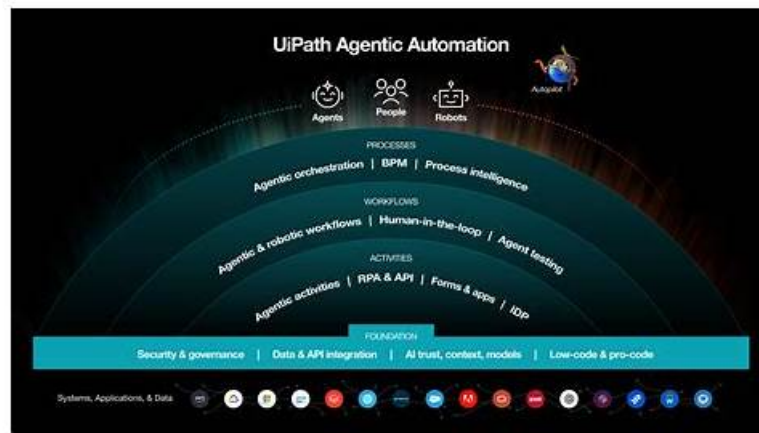 UiPath Agentic Automation
Autopilot
Agents
People
Robots
PROCESSES
Agentic orchestration | BPM | Process intelligence
WORKFLOWS
Agentic & robotic workflows | Human-in-the-loop | Agent testing
ACTIVITIES
Agentic activities | RPA & API | Forms & apps | IDP
FOUNDATION
Security & governance | Data & API integration | AI trust, context, models | Low-code & pro-code
Systems, Applications, & Data